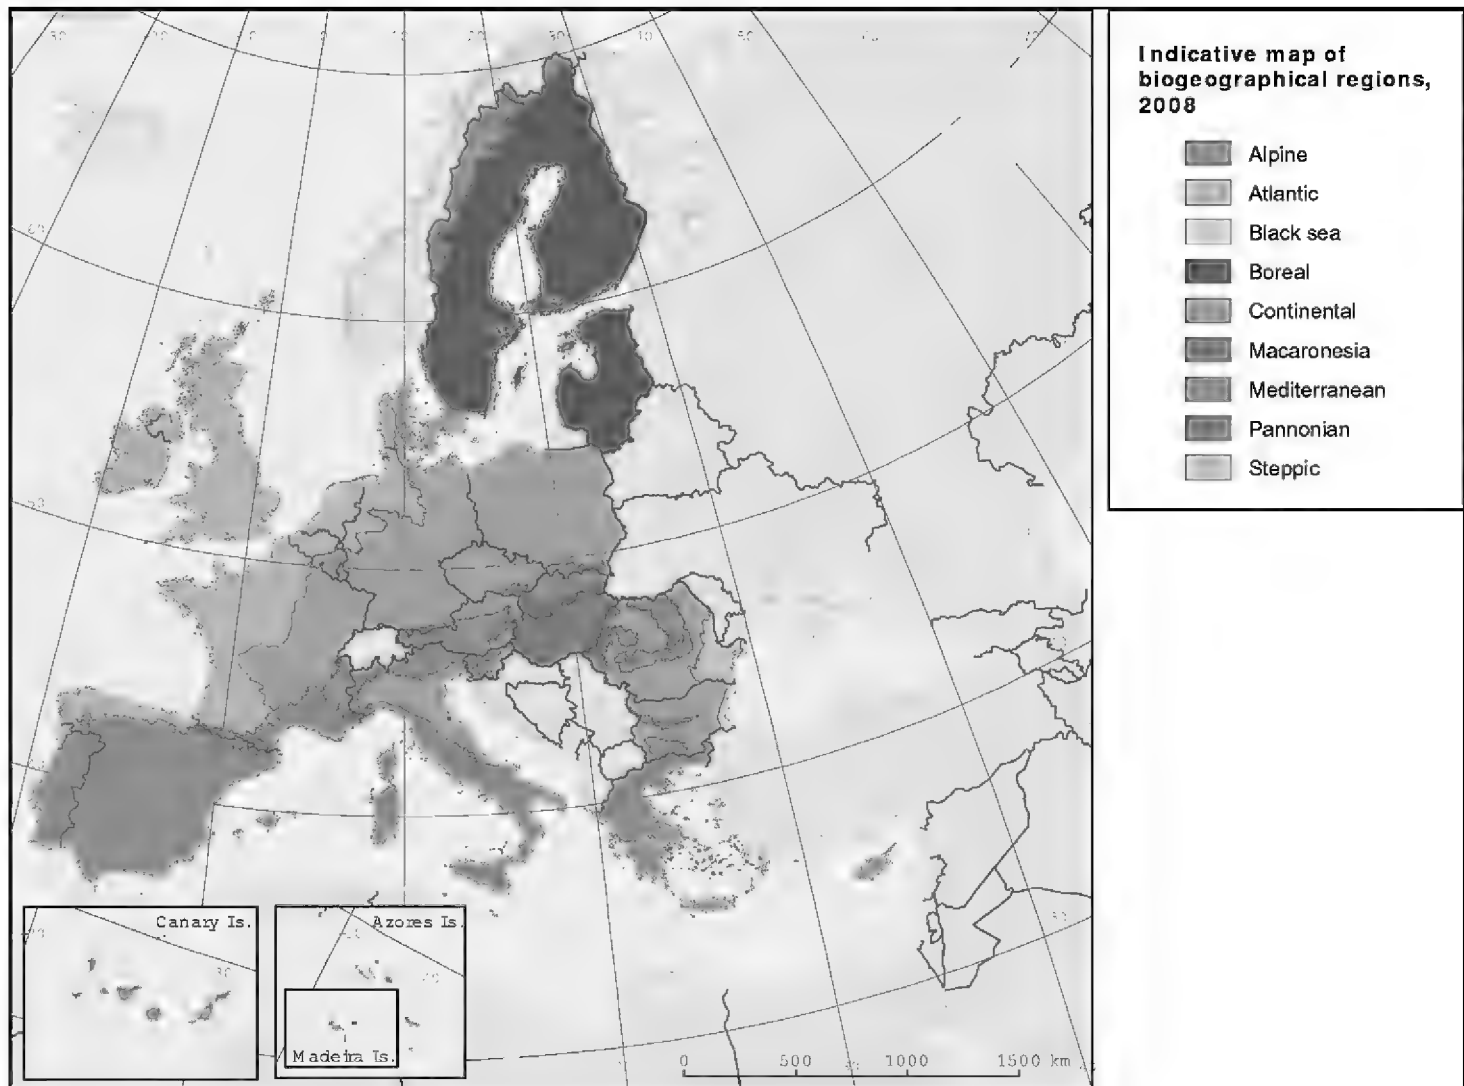 Indicative map of
biogeographical regions,
2008
Alpine
Atlantic
Black sea
Boreal
Continental
Macaronesia
Mediterranean
Pannonian
Steppic
Canary Is.
Azores Is.
Madeira Is.
0 500 1000 1500 km